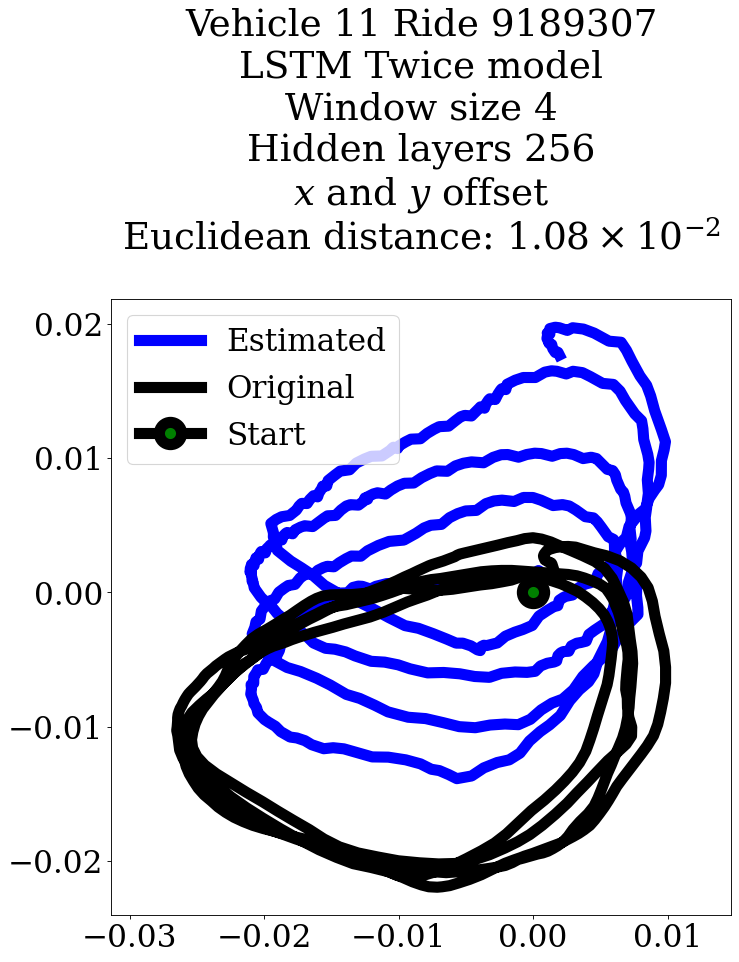 Vehicle 11 Ride 9189307
LSTM Twice model
Window size 4
Hidden layers 256
x and y offset
Euclidean distance: 1.08 × 10⁻²
Estimated
Original
Start
0.02
0.01
0.00
−0.01
−0.02
−0.03 −0.02 −0.01 0.00 0.01